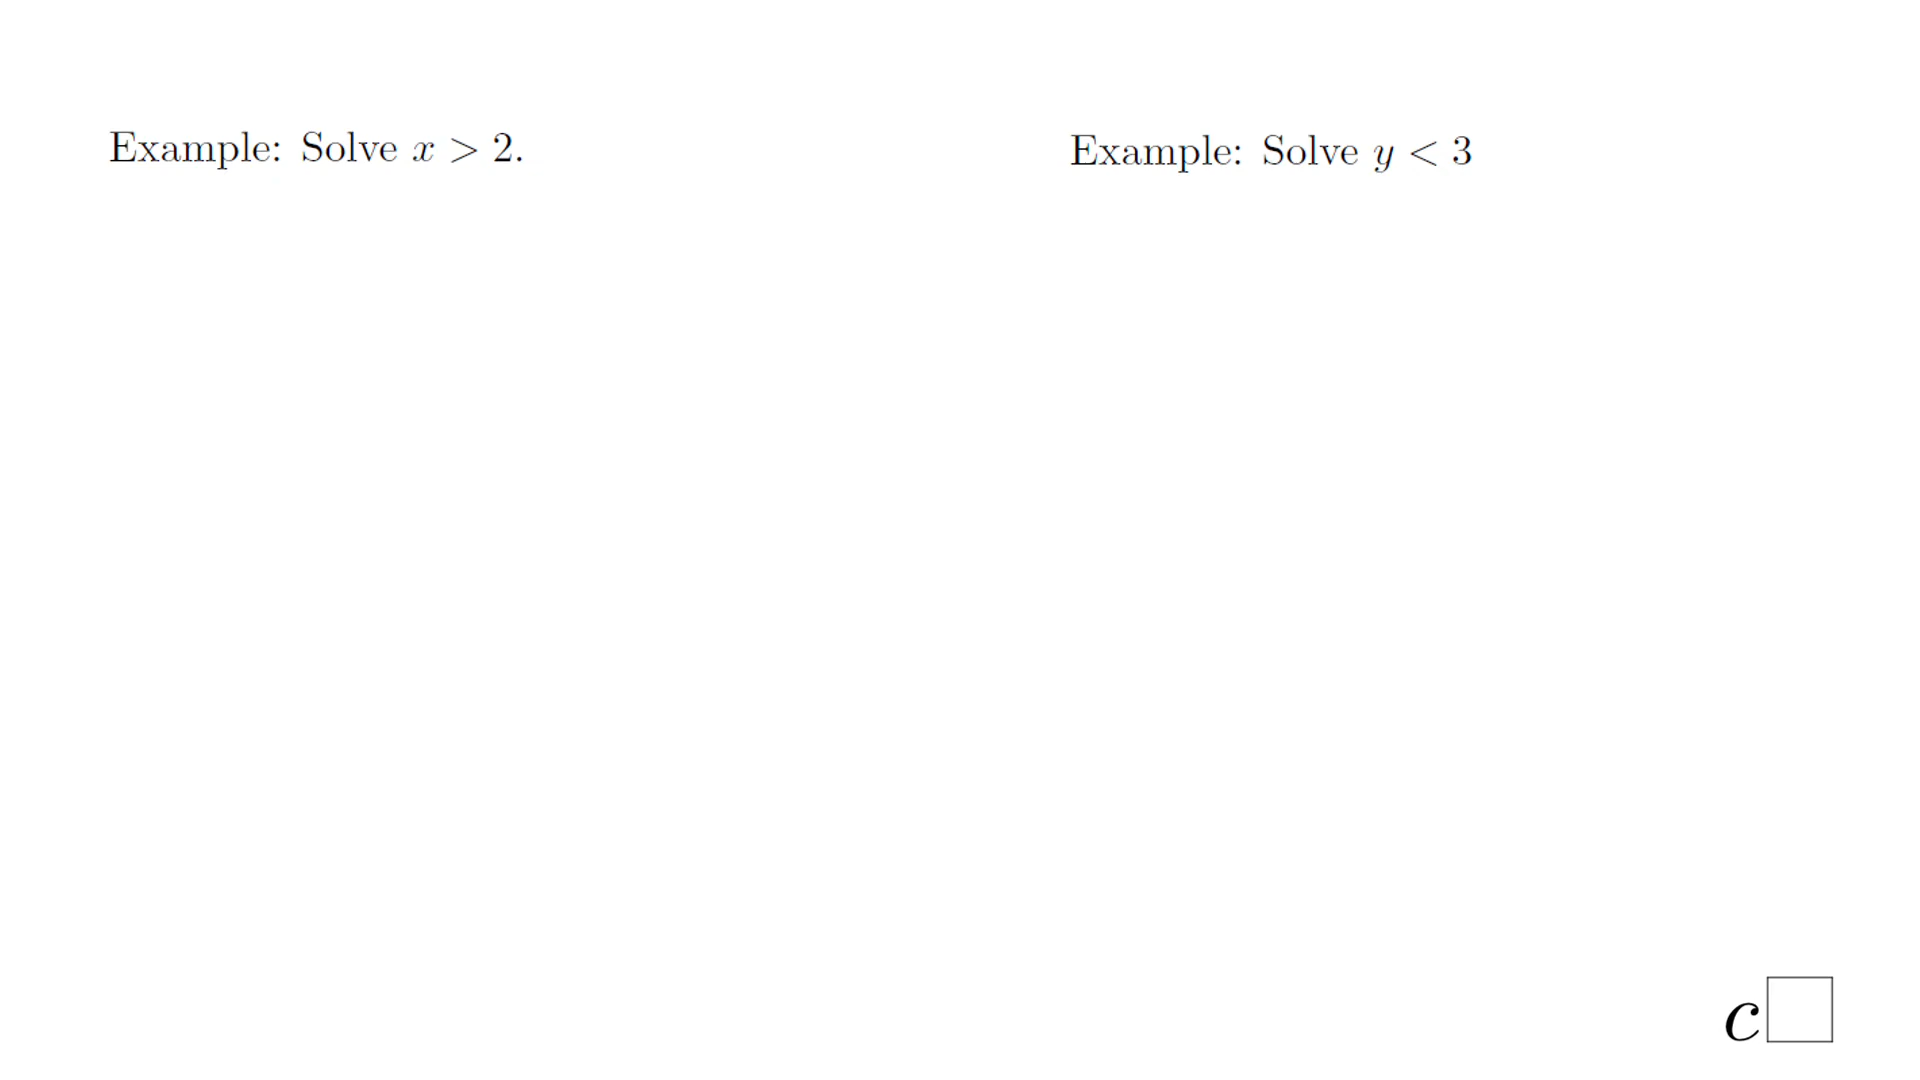 Example: Solve x > 2.
Example: Solve y < 3
c□